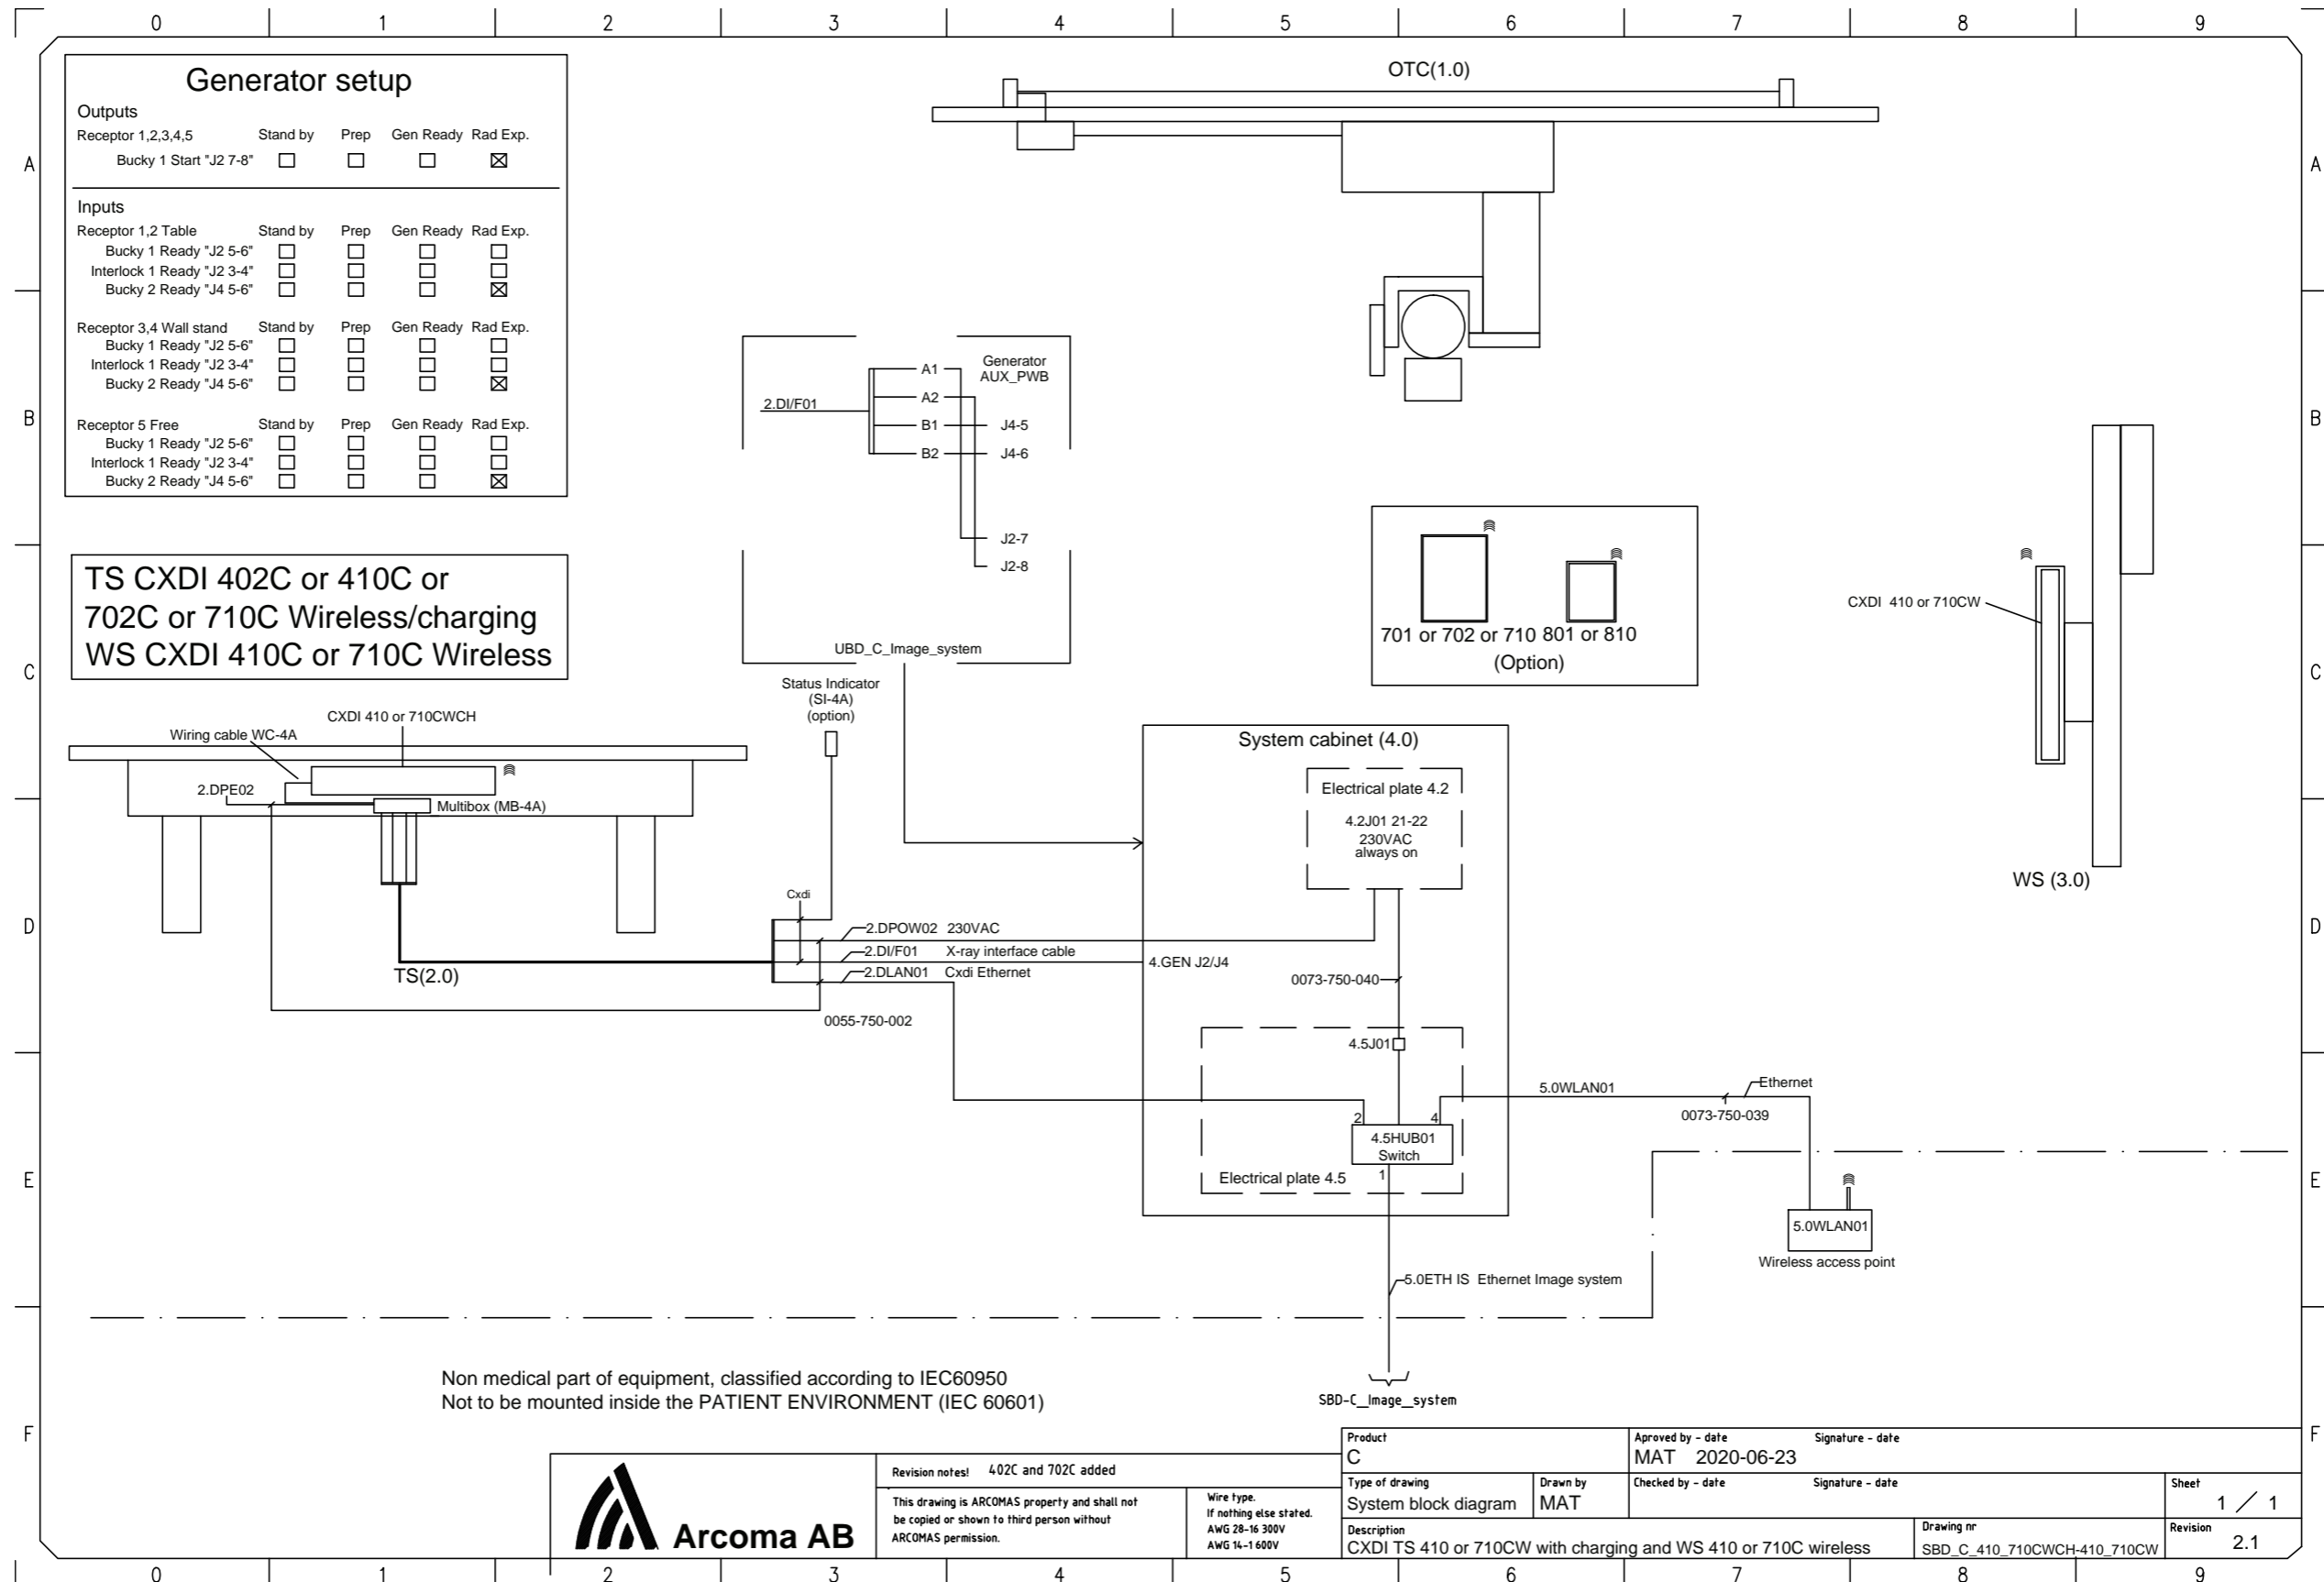 0 1 2 3 4 5 6 7 8 9
Generator setup
Outputs
Receptor 1,2,3,4,5 Stand by Prep Gen Ready Rad Exp.
Bucky 1 Start "J2 7-8"
Inputs
Receptor 1,2 Table Stand by Prep Gen Ready Rad Exp.
Bucky 1 Ready "J2 5-6"
Interlock 1 Ready "J2 3-4"
Bucky 2 Ready "J4 5-6"
Receptor 3,4 Wall stand Stand by Prep Gen Ready Rad Exp.
Bucky 1 Ready "J2 5-6"
Interlock 1 Ready "J2 3-4"
Bucky 2 Ready "J4 5-6"
Receptor 5 Free Stand by Prep Gen Ready Rad Exp.
Bucky 1 Ready "J2 5-6"
Interlock 1 Ready "J2 3-4"
Bucky 2 Ready "J4 5-6"
A A
B B
C C
D D
E E
F F
OTC(1.0)
Generator
AUX_PWB
2.DI/F01
A1
A2
B1 J4-5
B2 J4-6
J2-7
J2-8
UBD_C_Image_system
TS CXDI 402C or 410C or
702C or 710C Wireless/charging
WS CXDI 410C or 710C Wireless
701 or 702 or 710 801 or 810
(Option)
CXDI 410 or 710CW
WS (3.0)
Status Indicator
(SI-4A)
(option)
CXDI 410 or 710CWCH
Wiring cable WC-4A
2.DPE02
Multibox (MB-4A)
TS(2.0)
Cxdi
2.DPOW02 230VAC
2.DI/F01 X-ray interface cable
2.DLAN01 Cxdi Ethernet
0055-750-002
System cabinet (4.0)
Electrical plate 4.2
4.2J01 21-22
230VAC
always on
4.GEN J2/J4
0073-750-040
4.5J01
2 4
4.5HUB01
Switch
1
Electrical plate 4.5
5.0WLAN01
Ethernet
0073-750-039
5.0WLAN01
Wireless access point
5.0ETH IS Ethernet Image system
SBD-C_Image_system
Non medical part of equipment, classified according to IEC60950
Not to be mounted inside the PATIENT ENVIRONMENT (IEC 60601)
Arcoma AB
Revision notes! 402C and 702C added
This drawing is ARCOMAS property and shall not
be copied or shown to third person without
ARCOMAS permission.
Wire type.
If nothing else stated.
AWG 28-16 300V
AWG 14-1 600V
Product
C
Aproved by - date Signature - date
MAT 2020-06-23
Type of drawing
System block diagram
Drawn by
MAT
Checked by - date Signature - date
Sheet
1 / 1
Description
CXDI TS 410 or 710CW with charging and WS 410 or 710C wireless
Drawing nr
SBD_C_410_710CWCH-410_710CW
Revision
2.1
0 1 2 3 4 5 6 7 8 9